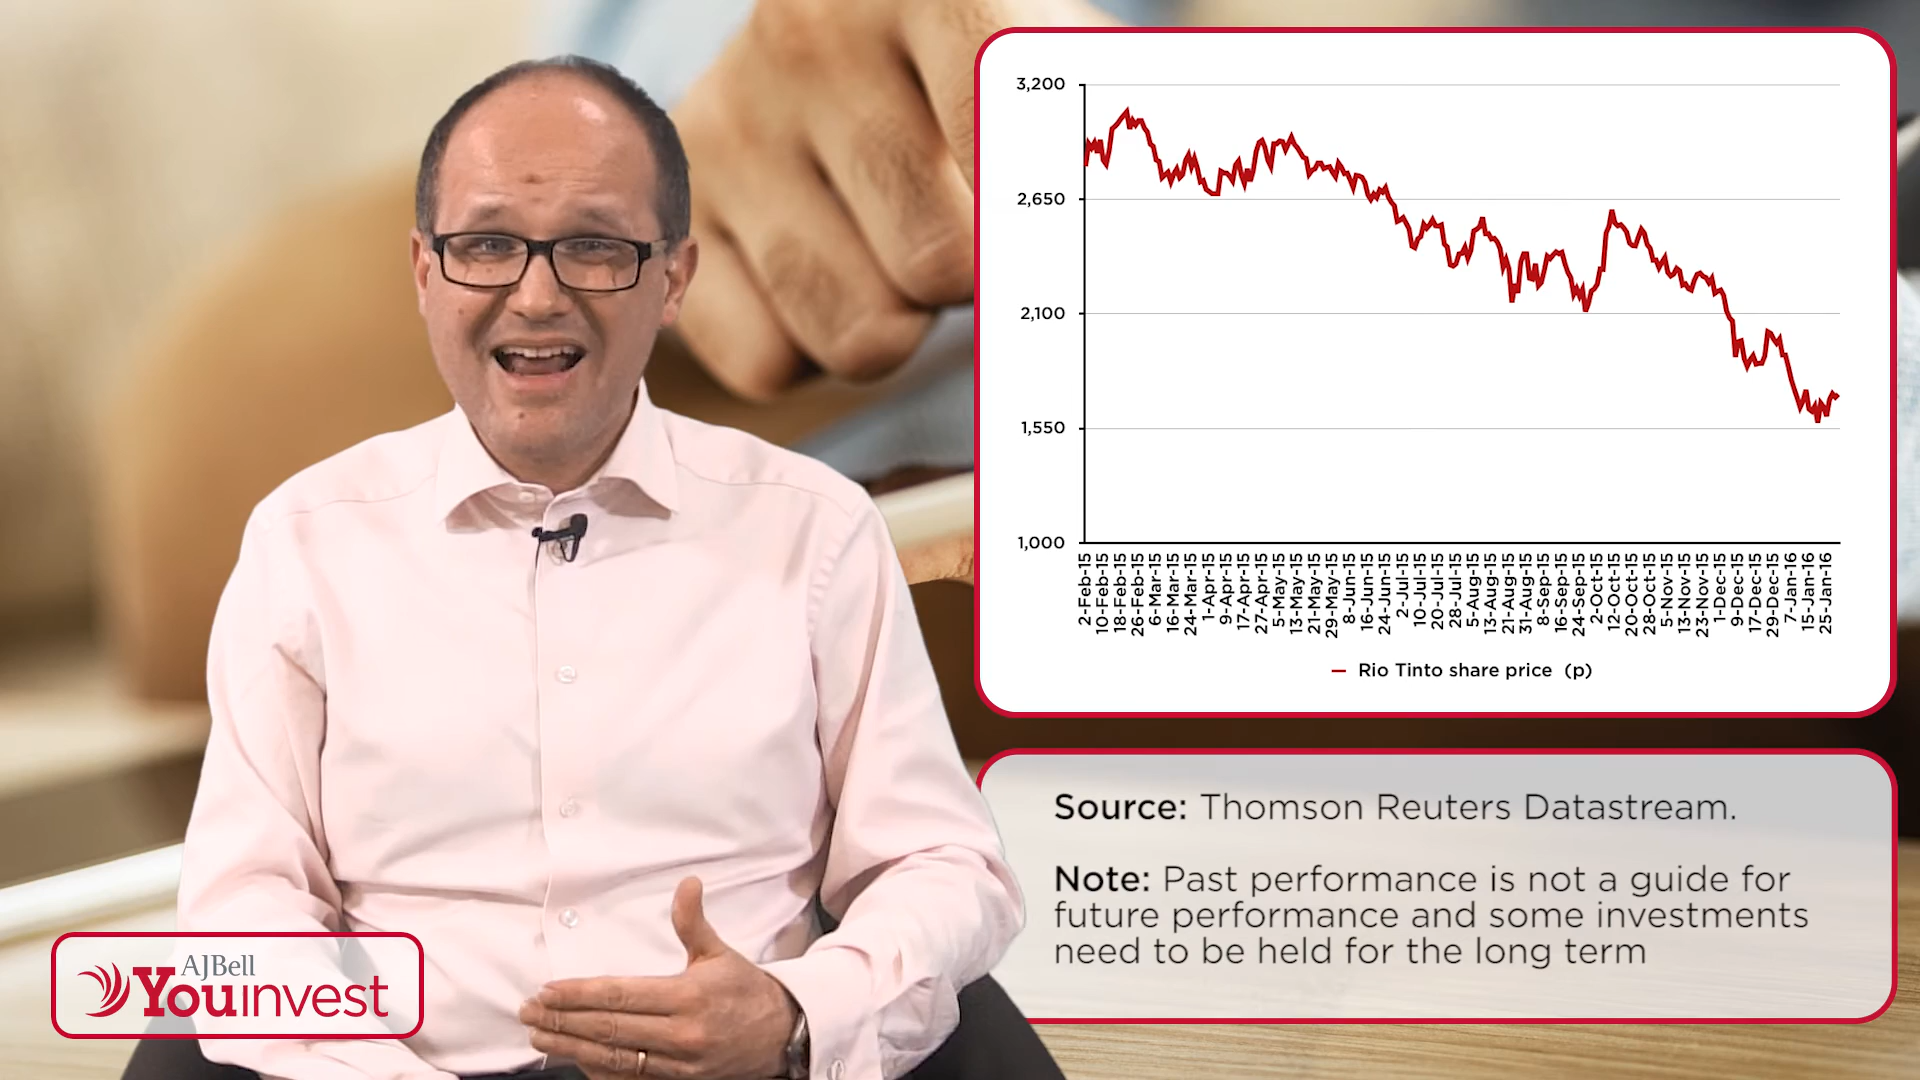 3,200
2,650
2,100
1,550
1,000
2-Feb-15
10-Feb-15
18-Feb-15
26-Feb-15
6-Mar-15
16-Mar-15
24-Mar-15
1-Apr-15
9-Apr-15
17-Apr-15
27-Apr-15
5-May-15
13-May-15
21-May-15
29-May-15
8-Jun-15
16-Jun-15
24-Jun-15
2-Jul-15
10-Jul-15
20-Jul-15
28-Jul-15
5-Aug-15
13-Aug-15
21-Aug-15
31-Aug-15
8-Sep-15
16-Sep-15
24-Sep-15
2-Oct-15
12-Oct-15
20-Oct-15
28-Oct-15
5-Nov-15
13-Nov-15
23-Nov-15
1-Dec-15
9-Dec-15
17-Dec-15
29-Dec-15
7-Jan-16
15-Jan-16
25-Jan-16
Rio Tinto share price (p)
Source: Thomson Reuters Datastream.
Note: Past performance is not a guide for
future performance and some investments
need to be held for the long term
AJBell
Youinvest